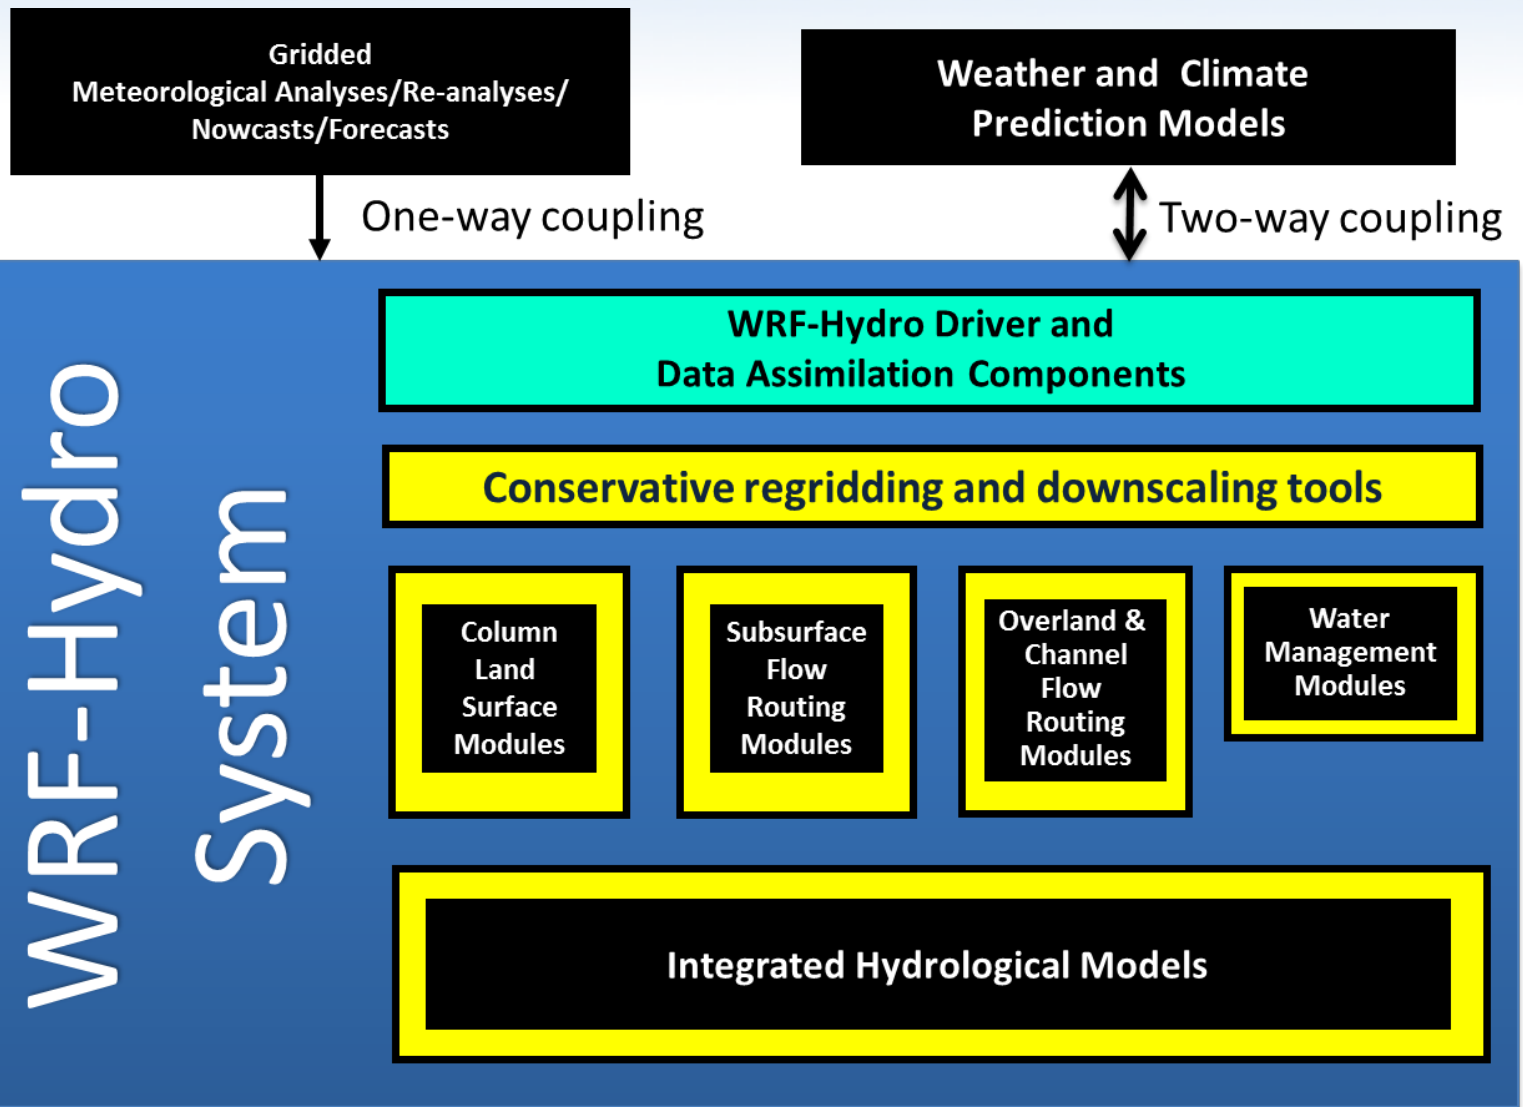 Gridded
Meteorological Analyses/Re-analyses/
Nowcasts/Forecasts
Weather and Climate
Prediction Models
One-way coupling
Two-way coupling
WRF-Hydro
System
WRF-Hydro Driver and
Data Assimilation Components
Conservative regridding and downscaling tools
Column
Land
Surface
Modules
Subsurface
Flow
Routing
Modules
Overland &
Channel
Flow
Routing
Modules
Water
Management
Modules
Integrated Hydrological Models